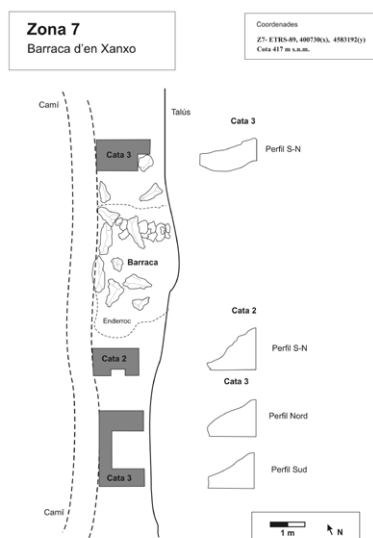 Zona 7
Barraca d'en Xanxo
Coordenades
Z7- ETRS-89, 400730(x), 4583192(y)
Cota 417 m s.n.m.
Camí
Talús
Cata 3
Perfil S-N
Cata 3
Barraca
Enderroc
Cata 2
Perfil S-N
Cata 2
Cata 3
Perfil Nord
Perfil Sud
Cata 3
Camí
1 m
N